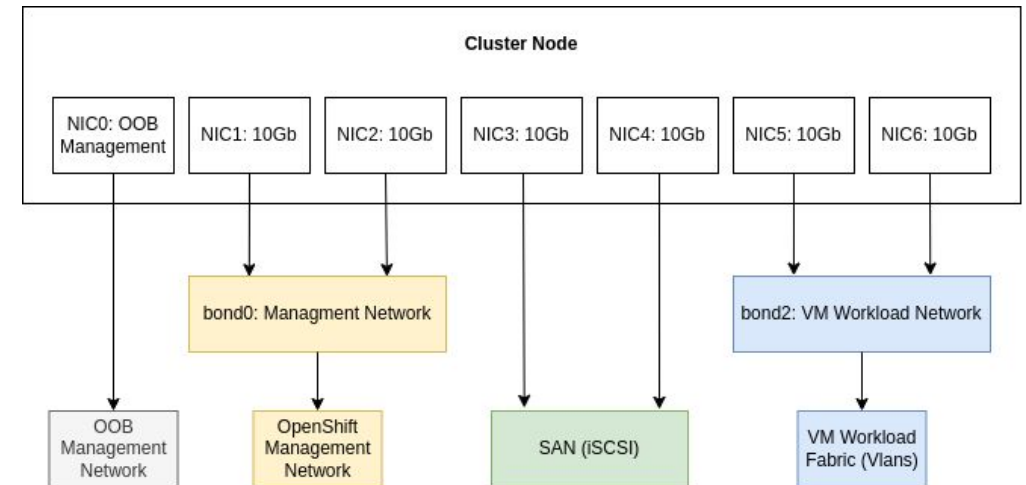 Cluster Node
NIC0: OOB
Management
NIC1: 10Gb
NIC2: 10Gb
NIC3: 10Gb
NIC4: 10Gb
NIC5: 10Gb
NIC6: 10Gb
bond0: Managment Network
bond2: VM Workload Network
OOB
Management
Network
OpenShift
Management
Network
SAN (iSCSI)
VM Workload
Fabric (Vlans)